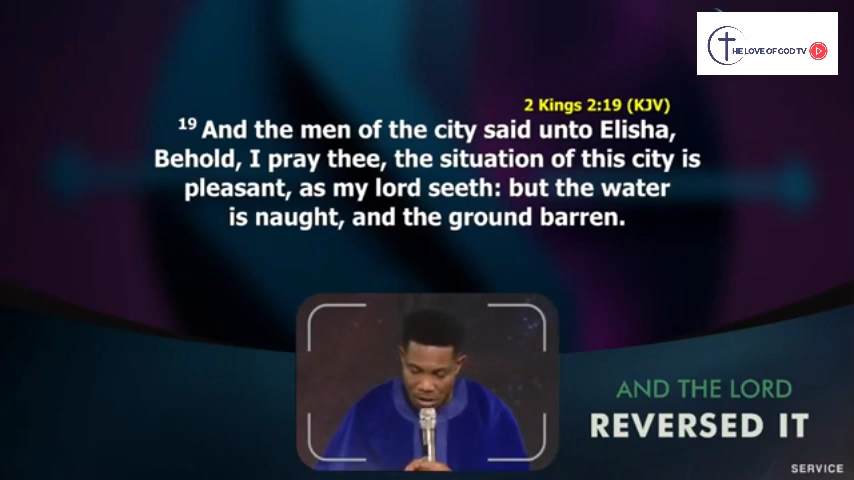 THE LOVE OF GOD TV
2 Kings 2:19 (KJV)
19 And the men of the city said unto Elisha,
Behold, I pray thee, the situation of this city is
pleasant, as my lord seeth: but the water
is naught, and the ground barren.
AND THE LORD
REVERSED IT
SERVICE